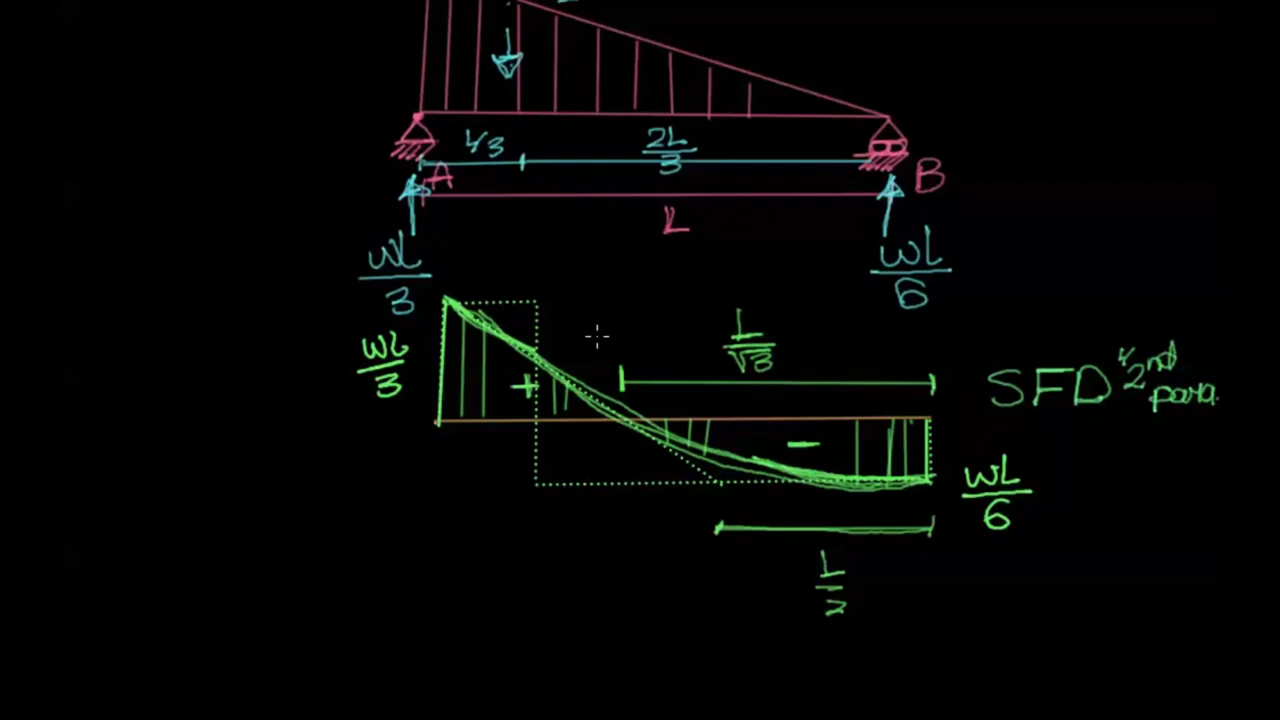 L/3
2L/3
A
B
L
WL/3
WL/6
WL/3
+
L/√3
SFD 2nd
para.
−
WL/6
L/2